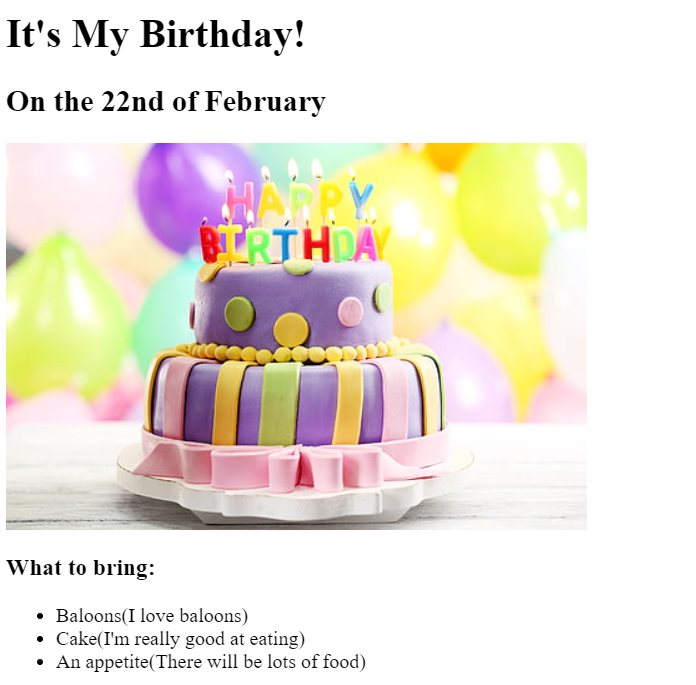 It's My Birthday!
On the 22nd of February
HAPPY
BIRTHDAY
What to bring:
Baloons(I love baloons)
Cake(I'm really good at eating)
An appetite(There will be lots of food)